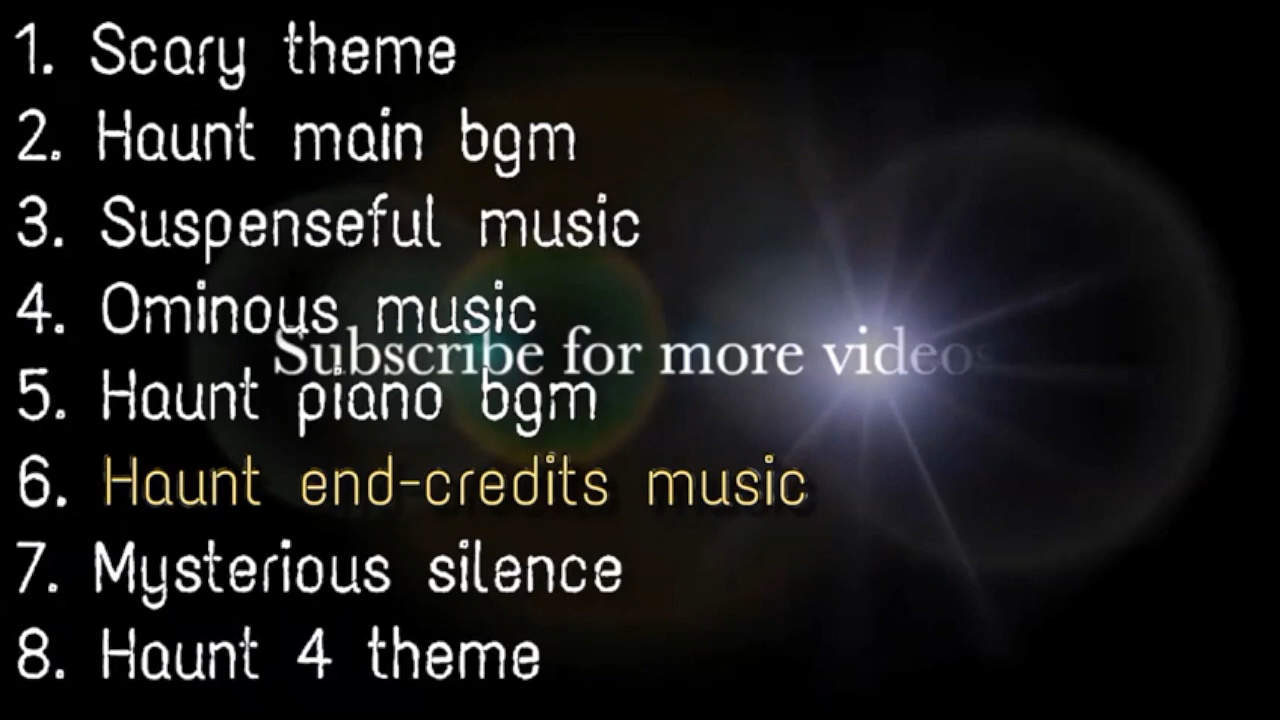 1. Scary theme
2. Haunt main bgm
3. Suspenseful music
4. Ominous music
Subscribe for more videos
5. Haunt piano bgm
6. Haunt end-credits music
7. Mysterious silence
8. Haunt 4 theme